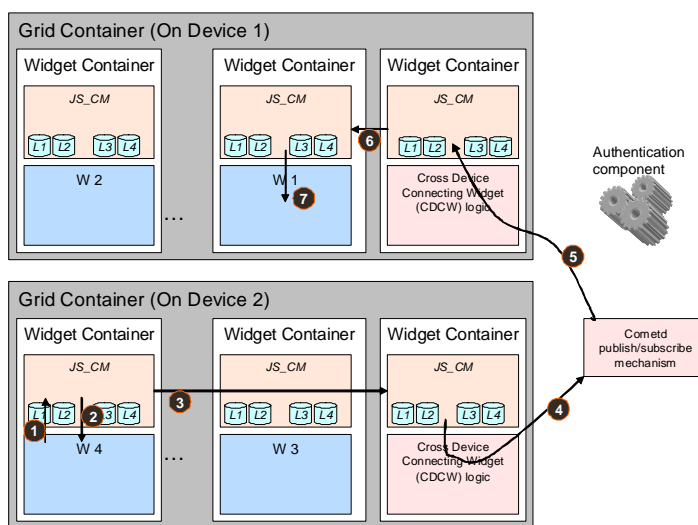 Grid Container (On Device 1)
Widget Container
Widget Container
Widget Container
JS_CM
JS_CM
JS_CM
L1 L2 L3 L4
L1 L2 L3 L4
L1 L2 L3 L4
6
W 2
...
W 1
7
Cross Device
Connecting Widget
(CDCW) logic
Authentication
component
5
Grid Container (On Device 2)
Widget Container
Widget Container
Widget Container
JS_CM
JS_CM
JS_CM
3
L1 L2 L3 L4
L1 L2 L3 L4
L1 L2 L3 L4
1
2
4
W 4
...
W 3
Cross Device
Connecting Widget
(CDCW) logic
Cometd
publish/subscribe
mechanism